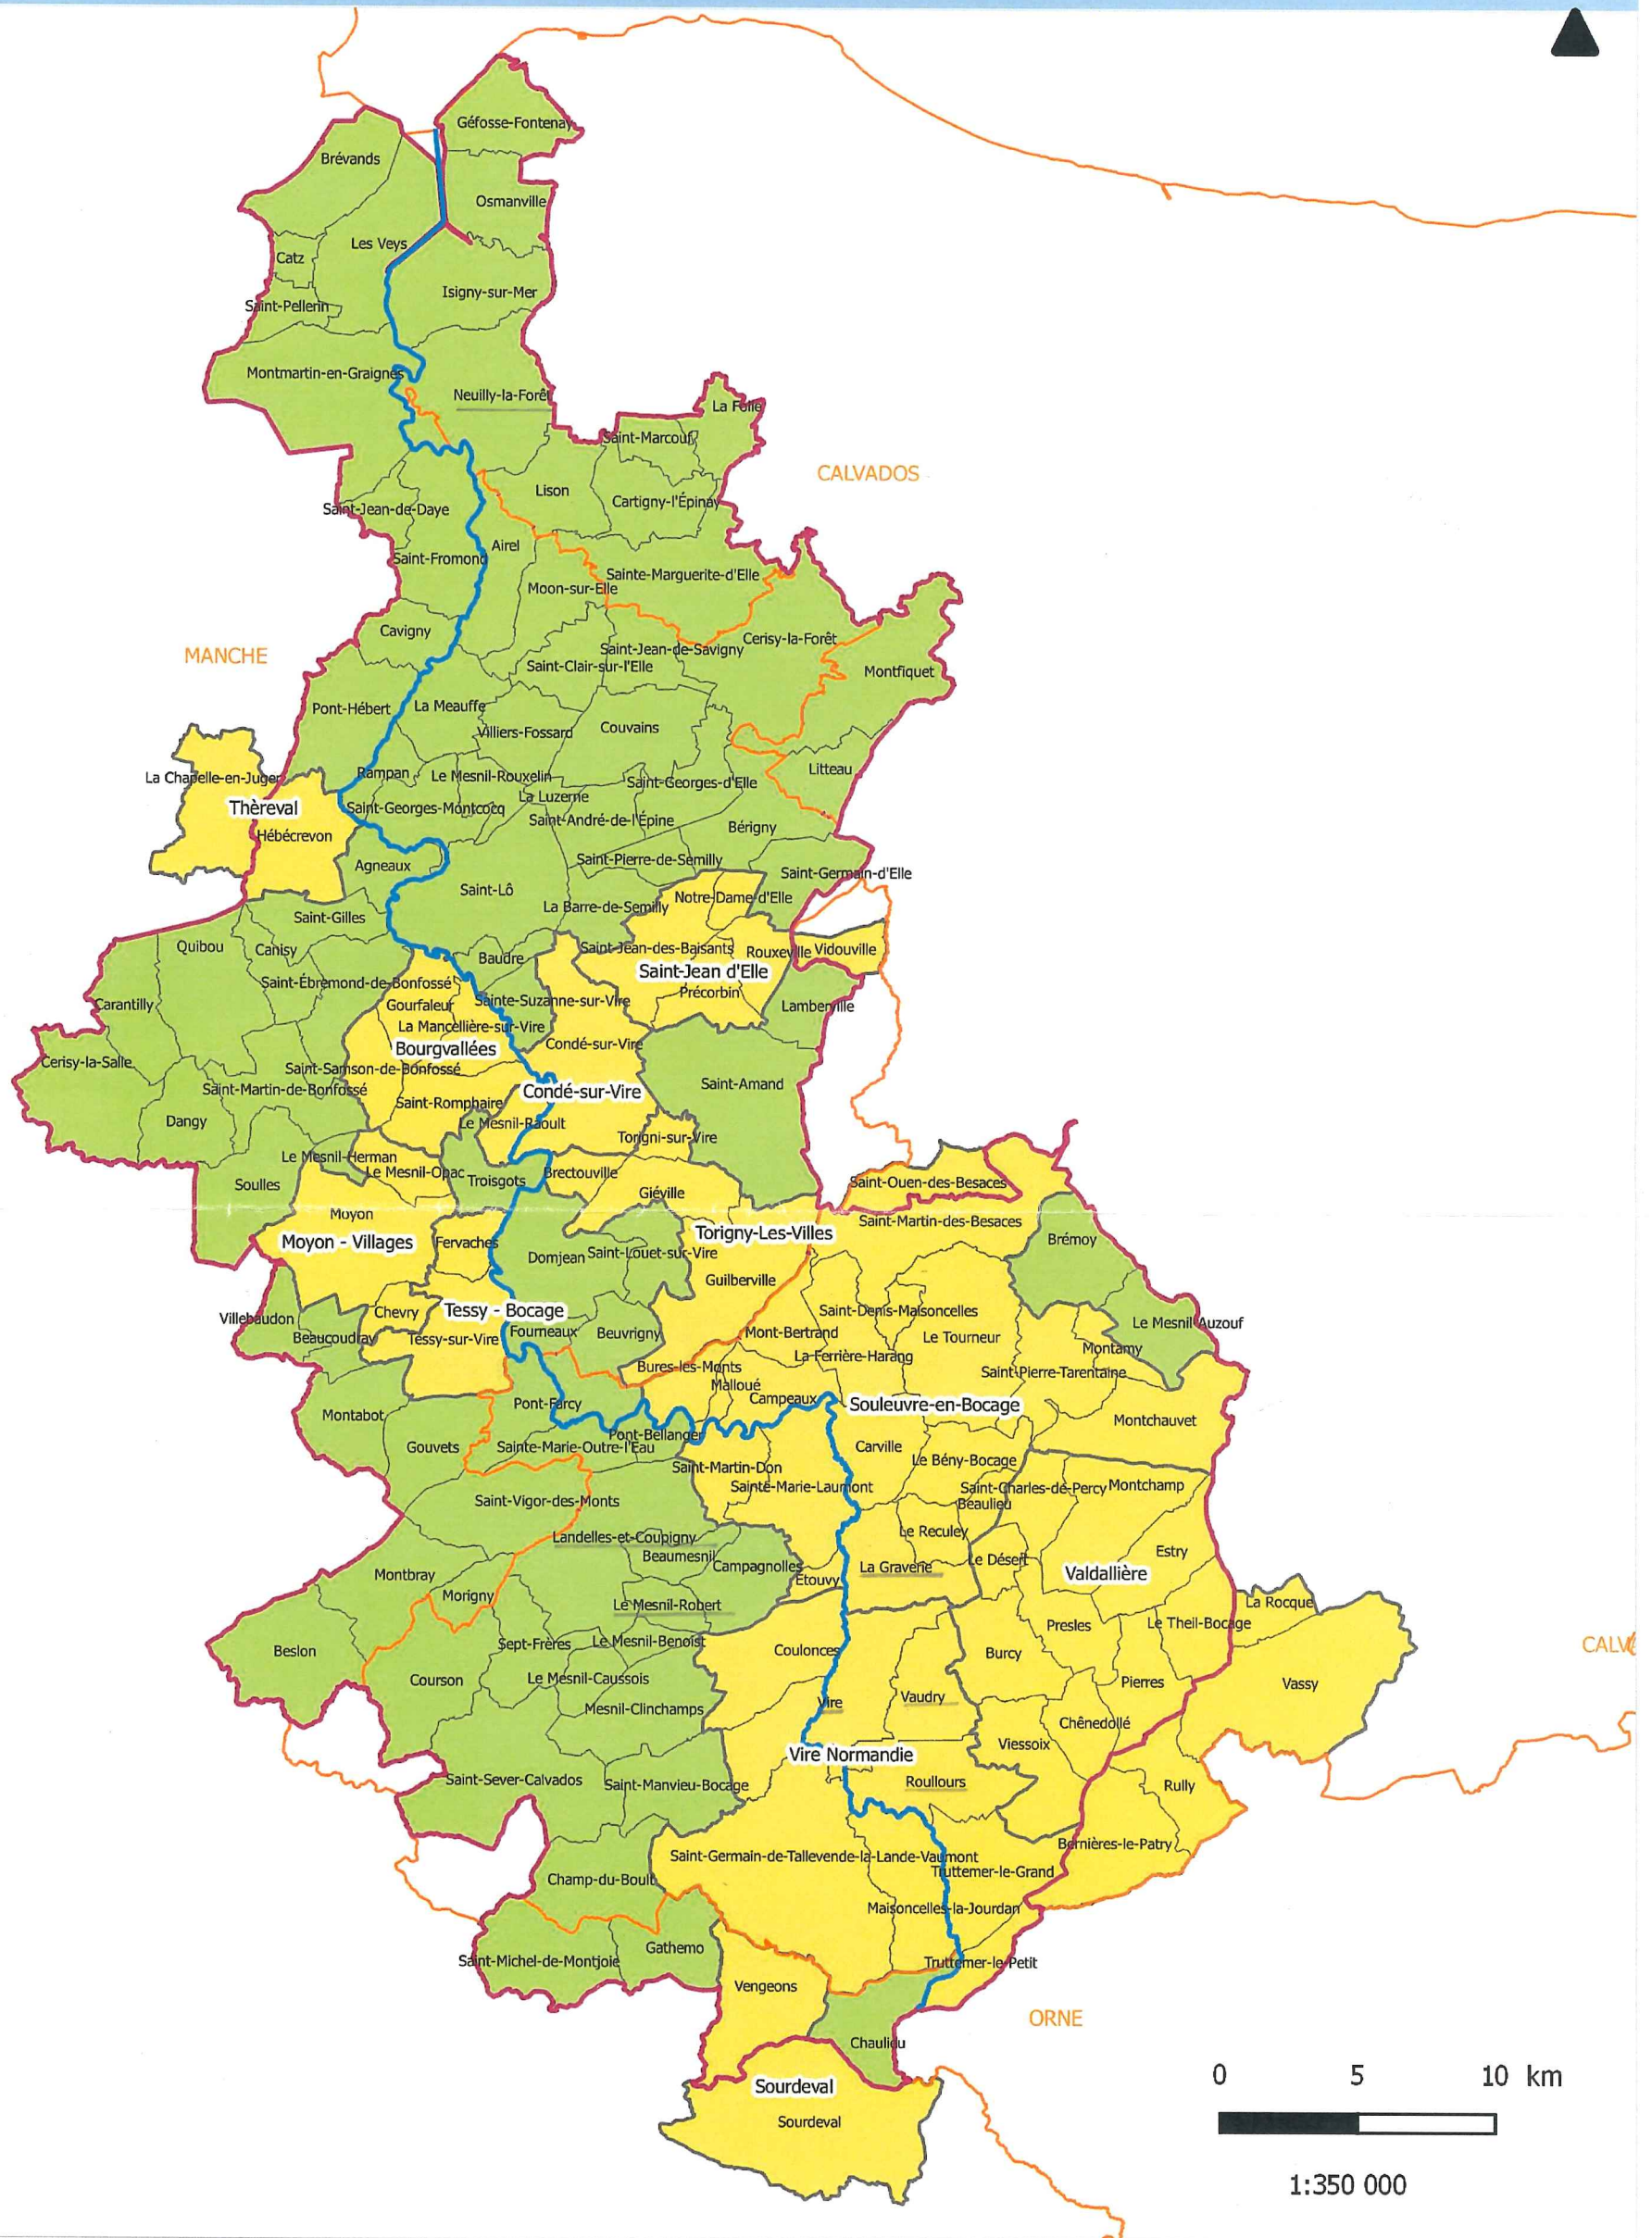 Géfosse-Fontenay
Brévands
Osmanville
Les Veys
Catz
Isigny-sur-Mer
Saint-Pellerin
Montmartin-en-Graignes
Neuilly-la-Forêt
La Folie
Saint-Marcouf
CALVADOS
Lison
Cartigny-l'Épinay
Saint-Jean-de-Daye
Airel
Saint-Fromond
Sainte-Marguerite-d'Elle
Moon-sur-Elle
Cavigny
Cerisy-la-Forêt
Saint-Jean-de-Savigny
MANCHE
Saint-Clair-sur-l'Elle
Montfiquet
Pont-Hébert
La Meauffe
Villiers-Fossard
Couvains
Litteau
La Chapelle-en-Juger
Rampan
Le Mesnil-Rouxelin
Saint-Georges-d'Elle
La Luzerne
Thèreval
Saint-Georges-Montcocq
Saint-André-de-l'Épine
Bérigny
Hébécrevon
Agneaux
Saint-Pierre-de-Semilly
Saint-Germain-d'Elle
Saint-Lô
Notre-Dame-d'Elle
La Barre-de-Semilly
Saint-Gilles
Quibou
Canisy
Saint-Jean-des-Baisants
Rouxeville
Vidouville
Baudre
Saint-Jean d'Elle
Saint-Ébremond-de-Bonfossé
Précorbin
Carantilly
Gourfaleur
Sainte-Suzanne-sur-Vire
Lamberville
La Mancellière-sur-Vire
Bourgvallées
Condé-sur-Vire
Cerisy-la-Salle
Saint-Samson-de-Bonfossé
Saint-Martin-de-Bonfossé
Condé-sur-Vire
Saint-Amand
Saint-Romphaire
Dangy
Le Mesnil-Raoult
Torigni-sur-Vire
Le Mesnil-Herman
Le Mesnil-Opac
Troisgots
Brectouville
Soulles
Giéville
Saint-Ouen-des-Besaces
Moyon
Saint-Martin-des-Besaces
Torigny-Les-Villes
Moyon - Villages
Fervaches
Brémoy
Domjean
Saint-Louet-sur-Vire
Guilberville
Tessy - Bocage
Chevry
Saint-Denis-Maisoncelles
Villebaudon
Le Mesnil-Auzouf
Beaucoudray
Tessy-sur-Vire
Fourneaux
Beuvrigny
Mont-Bertrand
Le Tourneur
Montamy
La-Ferrière-Harang
Bures-les-Monts
Saint-Pierre-Tarentaine
Malloué
Campeaux
Pont-Farcy
Souleuvre-en-Bocage
Montabot
Montchauvet
Pont-Bellanger
Gouvets
Sainte-Marie-Outre-l'Eau
Carville
Le Bény-Bocage
Saint-Martin-Don
Sainte-Marie-Laumont
Saint-Charles-de-Percy
Montchamp
Saint-Vigor-des-Monts
Beaulieu
Landelles-et-Coupigny
Le Reculey
Beaumesnil
Campagnolles
La Graverie
Le Désert
Estry
Montbray
Étouvy
Valdallière
Morigny
Le Mesnil-Robert
La Rocque
Presles
Le Theil-Bocage
Sept-Frères
Le Mesnil-Benoist
Coulonces
CALV
Beslon
Burcy
Courson
Le Mesnil-Caussois
Pierres
Vassy
Vire
Vaudry
Mesnil-Clinchamps
Chênedollé
Viessoix
Vire Normandie
Saint-Sever-Calvados
Saint-Manvieu-Bocage
Roullours
Rully
Bernières-le-Patry
Saint-Germain-de-Tallevende-la-Lande-Vaumont
Truttemer-le-Grand
Champ-du-Boult
Maisoncelles-la-Jourdan
Gathemo
Saint-Michel-de-Montjoie
Truttemer-le-Petit
Vengeons
ORNE
Chaulieu
Sourdeval
Sourdeval
0 5 10 km
1:350 000